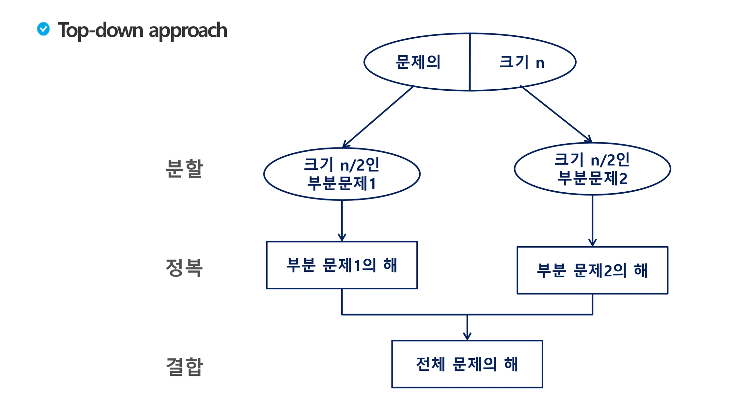 Top-down approach
문제의 크기 n
분할
크기 n/2인
부분문제1
크기 n/2인
부분문제2
정복
부분 문제1의 해
부분 문제2의 해
결합
전체 문제의 해